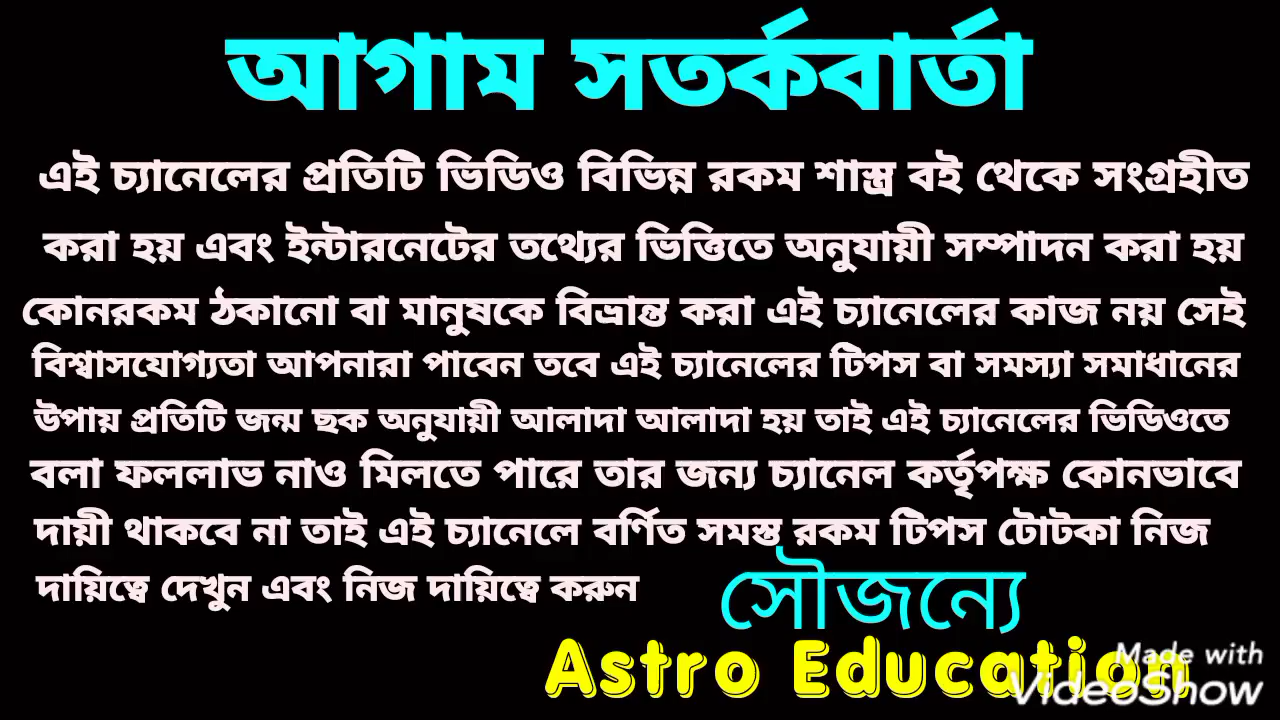 আগাম সতর্কবার্তা
এই চ্যানেলের প্রতিটি ভিডিও বিভিন্ন রকম শাস্ত্র বই থেকে সংগ্রহীত
করা হয় এবং ইন্টারনেটের তথ্যের ভিত্তিতে অনুযায়ী সম্পাদন করা হয়
কোনরকম ঠকানো বা মানুষকে বিভ্রান্ত করা এই চ্যানেলের কাজ নয় সেই
বিশ্বাসযোগ্যতা আপনারা পাবেন তবে এই চ্যানেলের টিপস বা সমস্যা সমাধানের
উপায় প্রতিটি জন্ম ছক অনুযায়ী আলাদা আলাদা হয় তাই এই চ্যানেলের ভিডিওতে
বলা ফললাভ নাও মিলতে পারে তার জন্য চ্যানেল কর্তৃপক্ষ কোনভাবে
দায়ী থাকবে না তাই এই চ্যানেলে বর্ণিত সমস্ত রকম টিপস টোটকা নিজ
দায়িত্বে দেখুন এবং নিজ দায়িত্বে করুন
সৌজন্যে
Astro Education
Made with
VideoShow